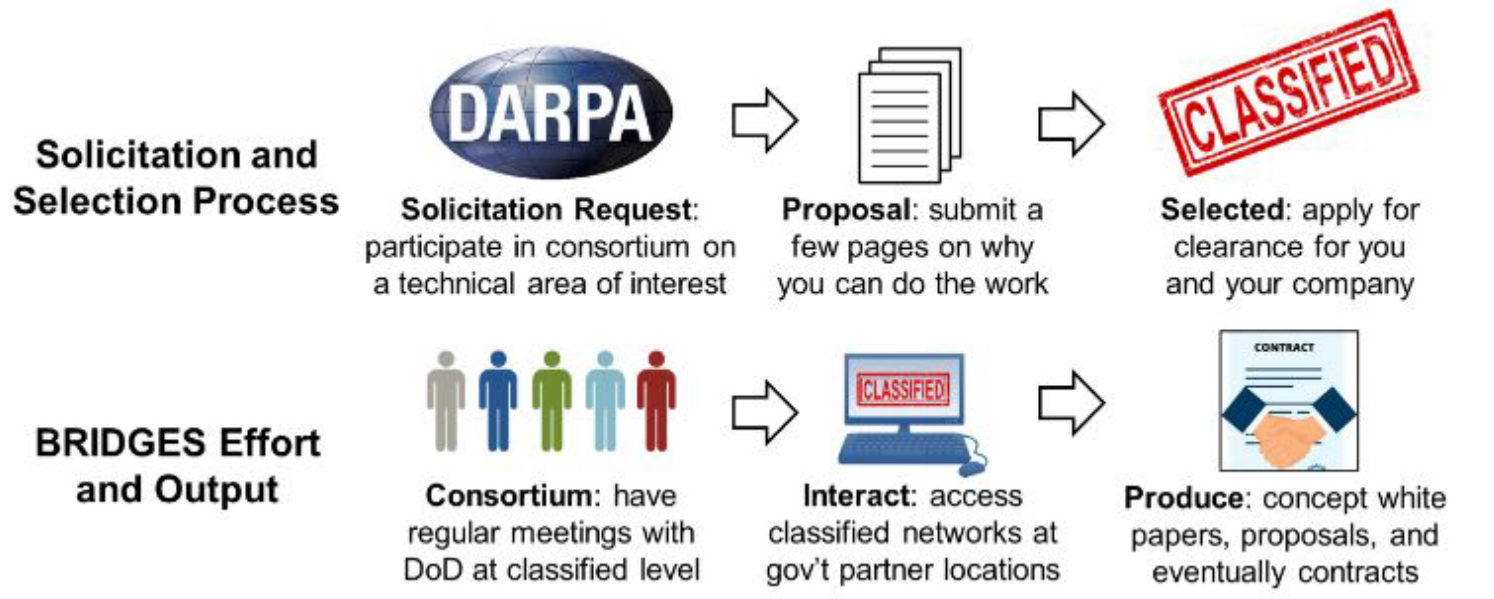 Solicitation and
Selection Process
DARPA
CLASSIFIED
Solicitation Request:
participate in consortium on
a technical area of interest
Proposal: submit a
few pages on why
you can do the work
Selected: apply for
clearance for you
and your company
BRIDGES Effort
and Output
CLASSIFIED
CONTRACT
Consortium: have
regular meetings with
DoD at classified level
Interact: access
classified networks at
gov't partner locations
Produce: concept white
papers, proposals, and
eventually contracts